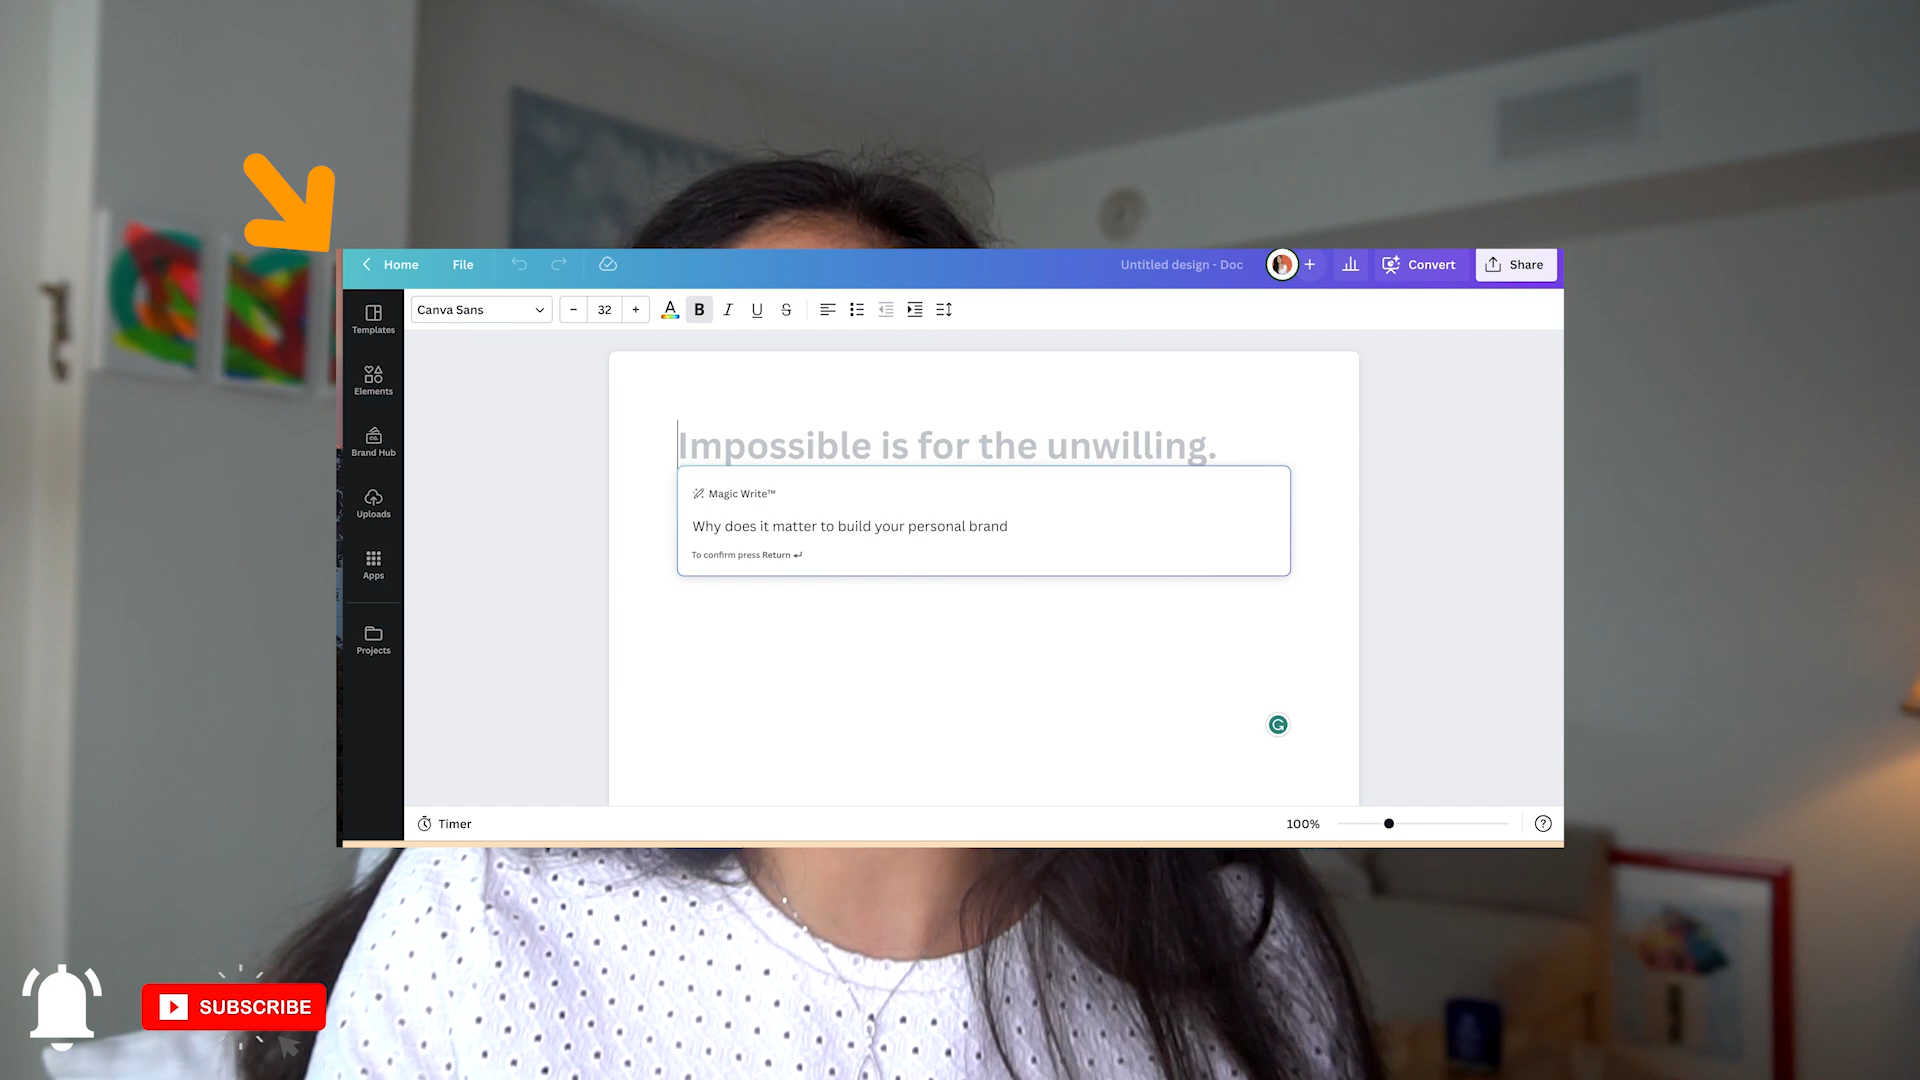 Home File Untitled design - Doc Convert Share
Canva Sans 32 A B I U S
Templates
Elements
Brand Hub
Uploads
Apps
Projects
Impossible is for the unwilling.
Magic Write™
Why does it matter to build your personal brand
To confirm press Return
Timer 100%
SUBSCRIBE